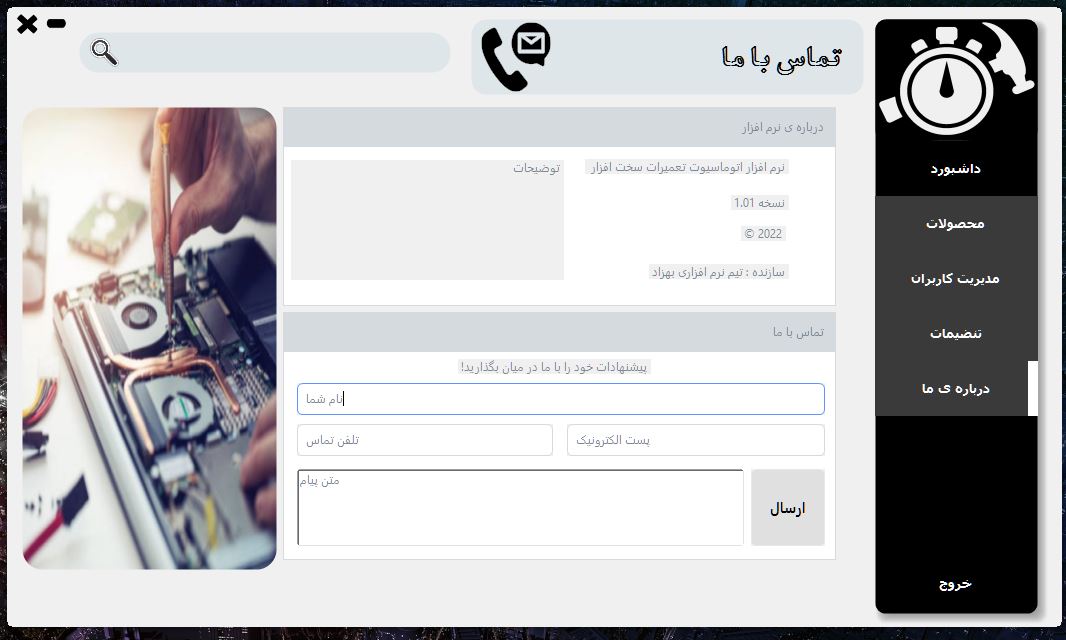 تماس با ما
داشبورد
محصولات
مدیریت کاربران
تنضیمات
درباره ی ما
خروج
درباره ی نرم افزار
نرم افزار اتوماسیوت تعمیرات سخت افزار
نسخه 1.01
© 2022
سازنده : تیم نرم افزاری بهزاد
توضیحات
تماس با ما
پیشنهادات خود را با ما در میان بگذارید!
نام شما
پست الکترونیک
تلفن تماس
متن پیام
ارسال